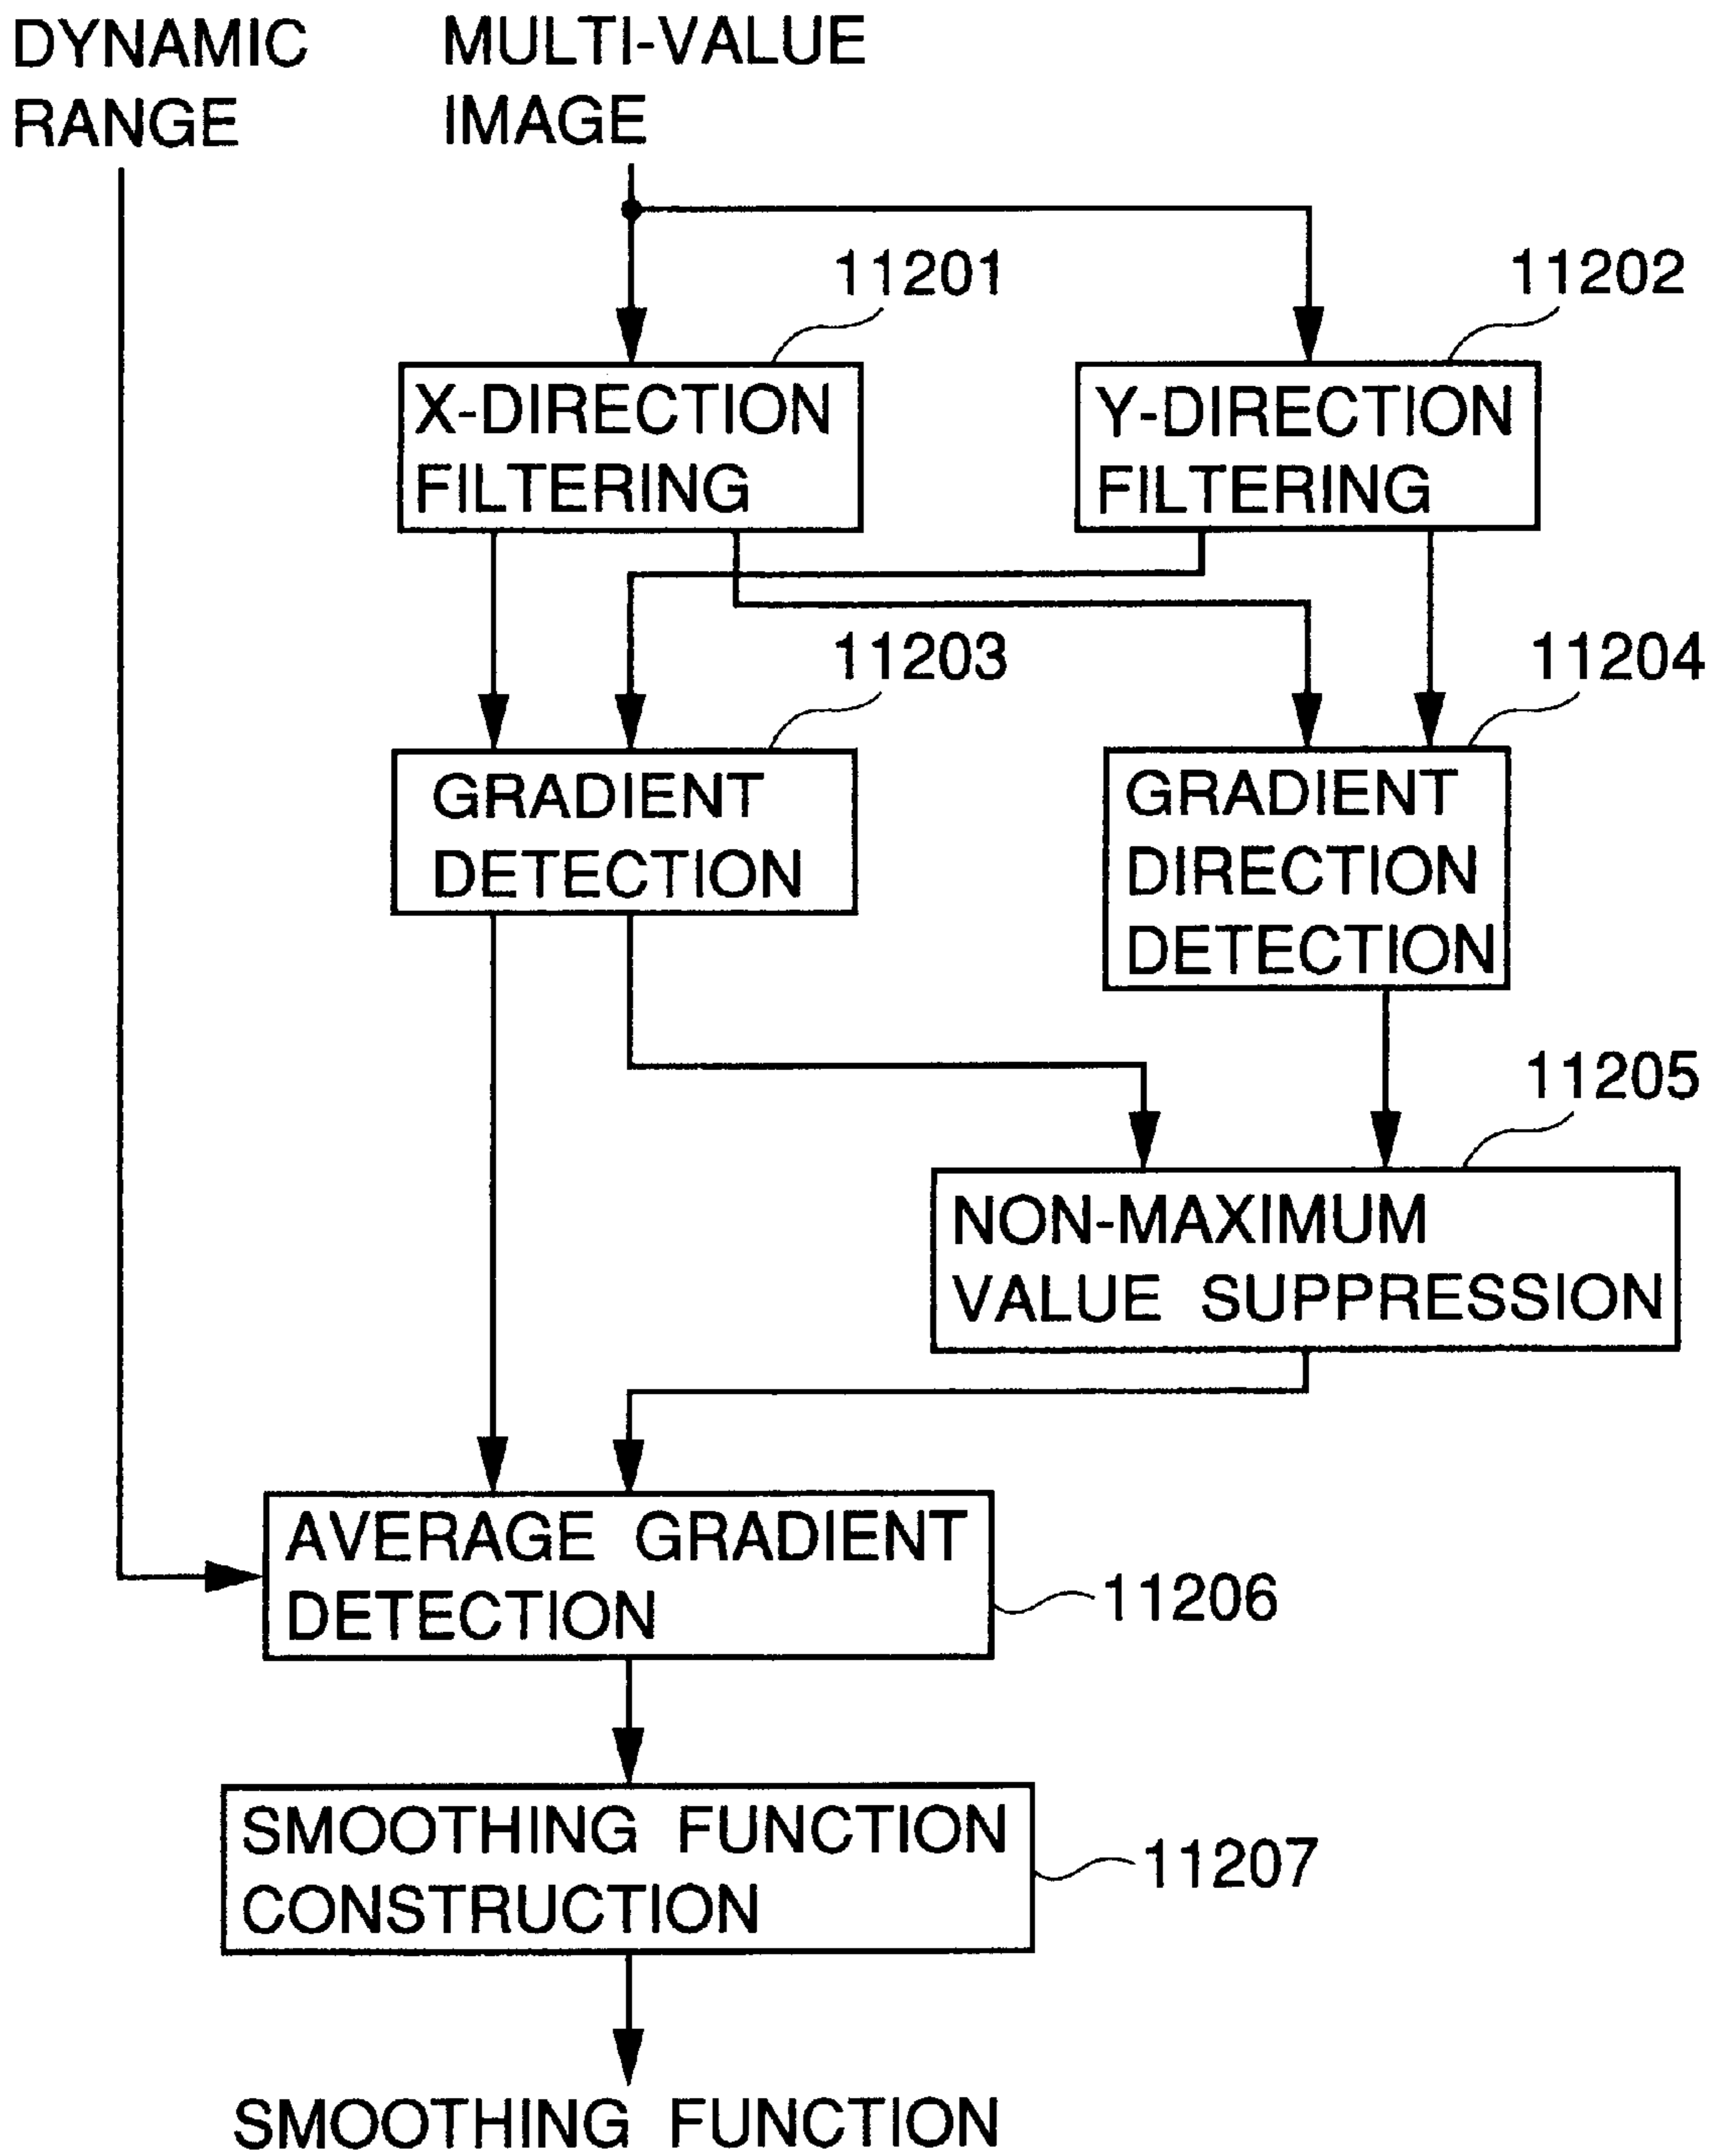 DYNAMIC
RANGE
MULTI-VALUE
IMAGE
11201
11202
X-DIRECTION
FILTERING
Y-DIRECTION
FILTERING
11203
11204
GRADIENT
DETECTION
GRADIENT
DIRECTION
DETECTION
11205
NON-MAXIMUM
VALUE SUPPRESSION
AVERAGE GRADIENT
DETECTION
11206
SMOOTHING FUNCTION
CONSTRUCTION
11207
SMOOTHING FUNCTION